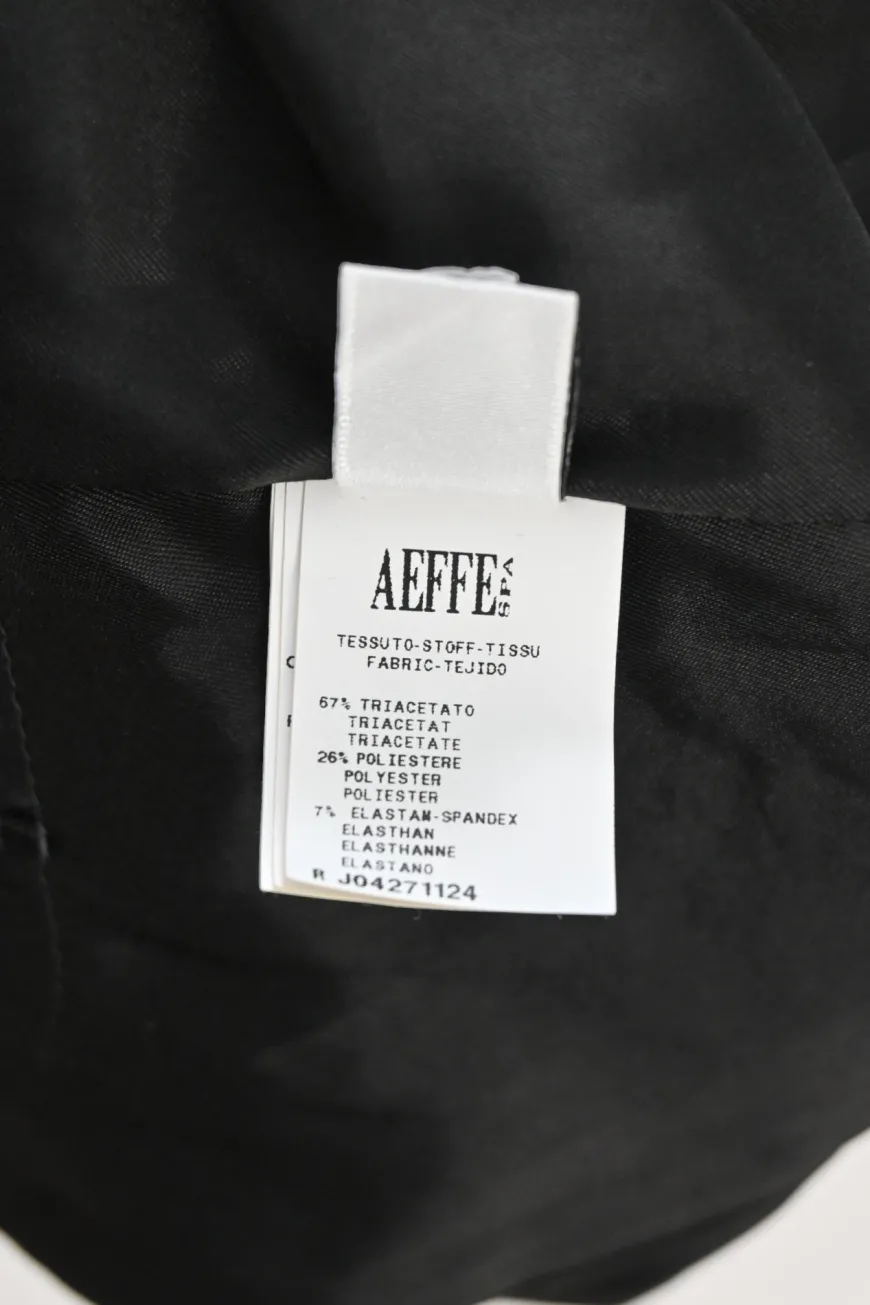 AEFFE SPA
TESSUTO-STOFF-TISSU
FABRIC-TEJIDO
67% TRIACETATO
TRIACETAT
TRIACETATE
26% POLIESTERE
POLYESTER
POLIESTER
7% ELASTAM-SPANDEX
ELASTHAN
ELASTHANNE
ELASTANO
R J04271124